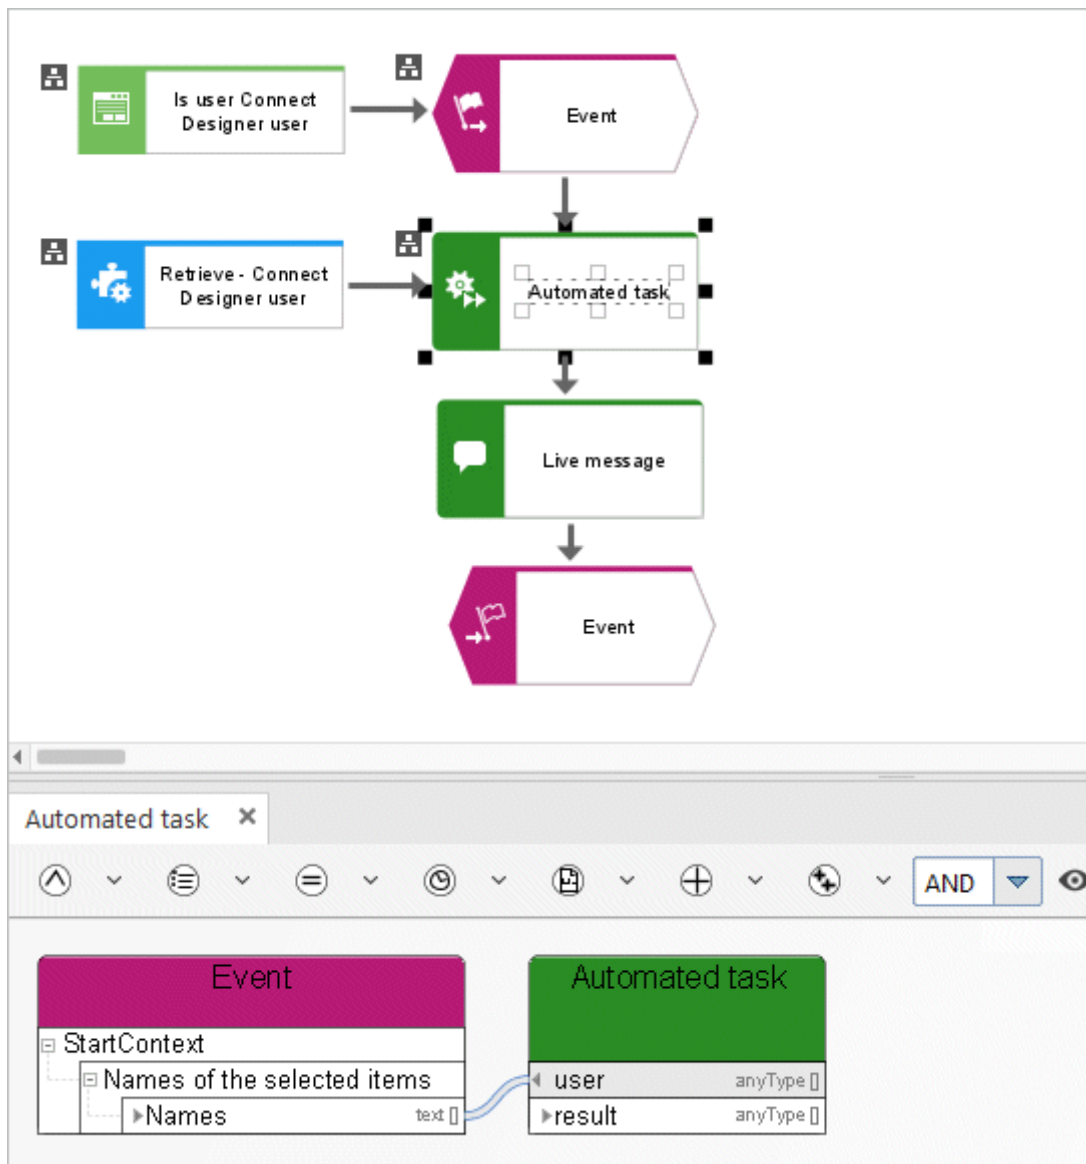 Is user Connect
Designer user
Event
Retrieve - Connect
Designer user
Automated task
Live message
Event
Automated task
AND
Event
Automated task
StartContext
Names of the selected items
user anyType []
Names text []
result anyType []